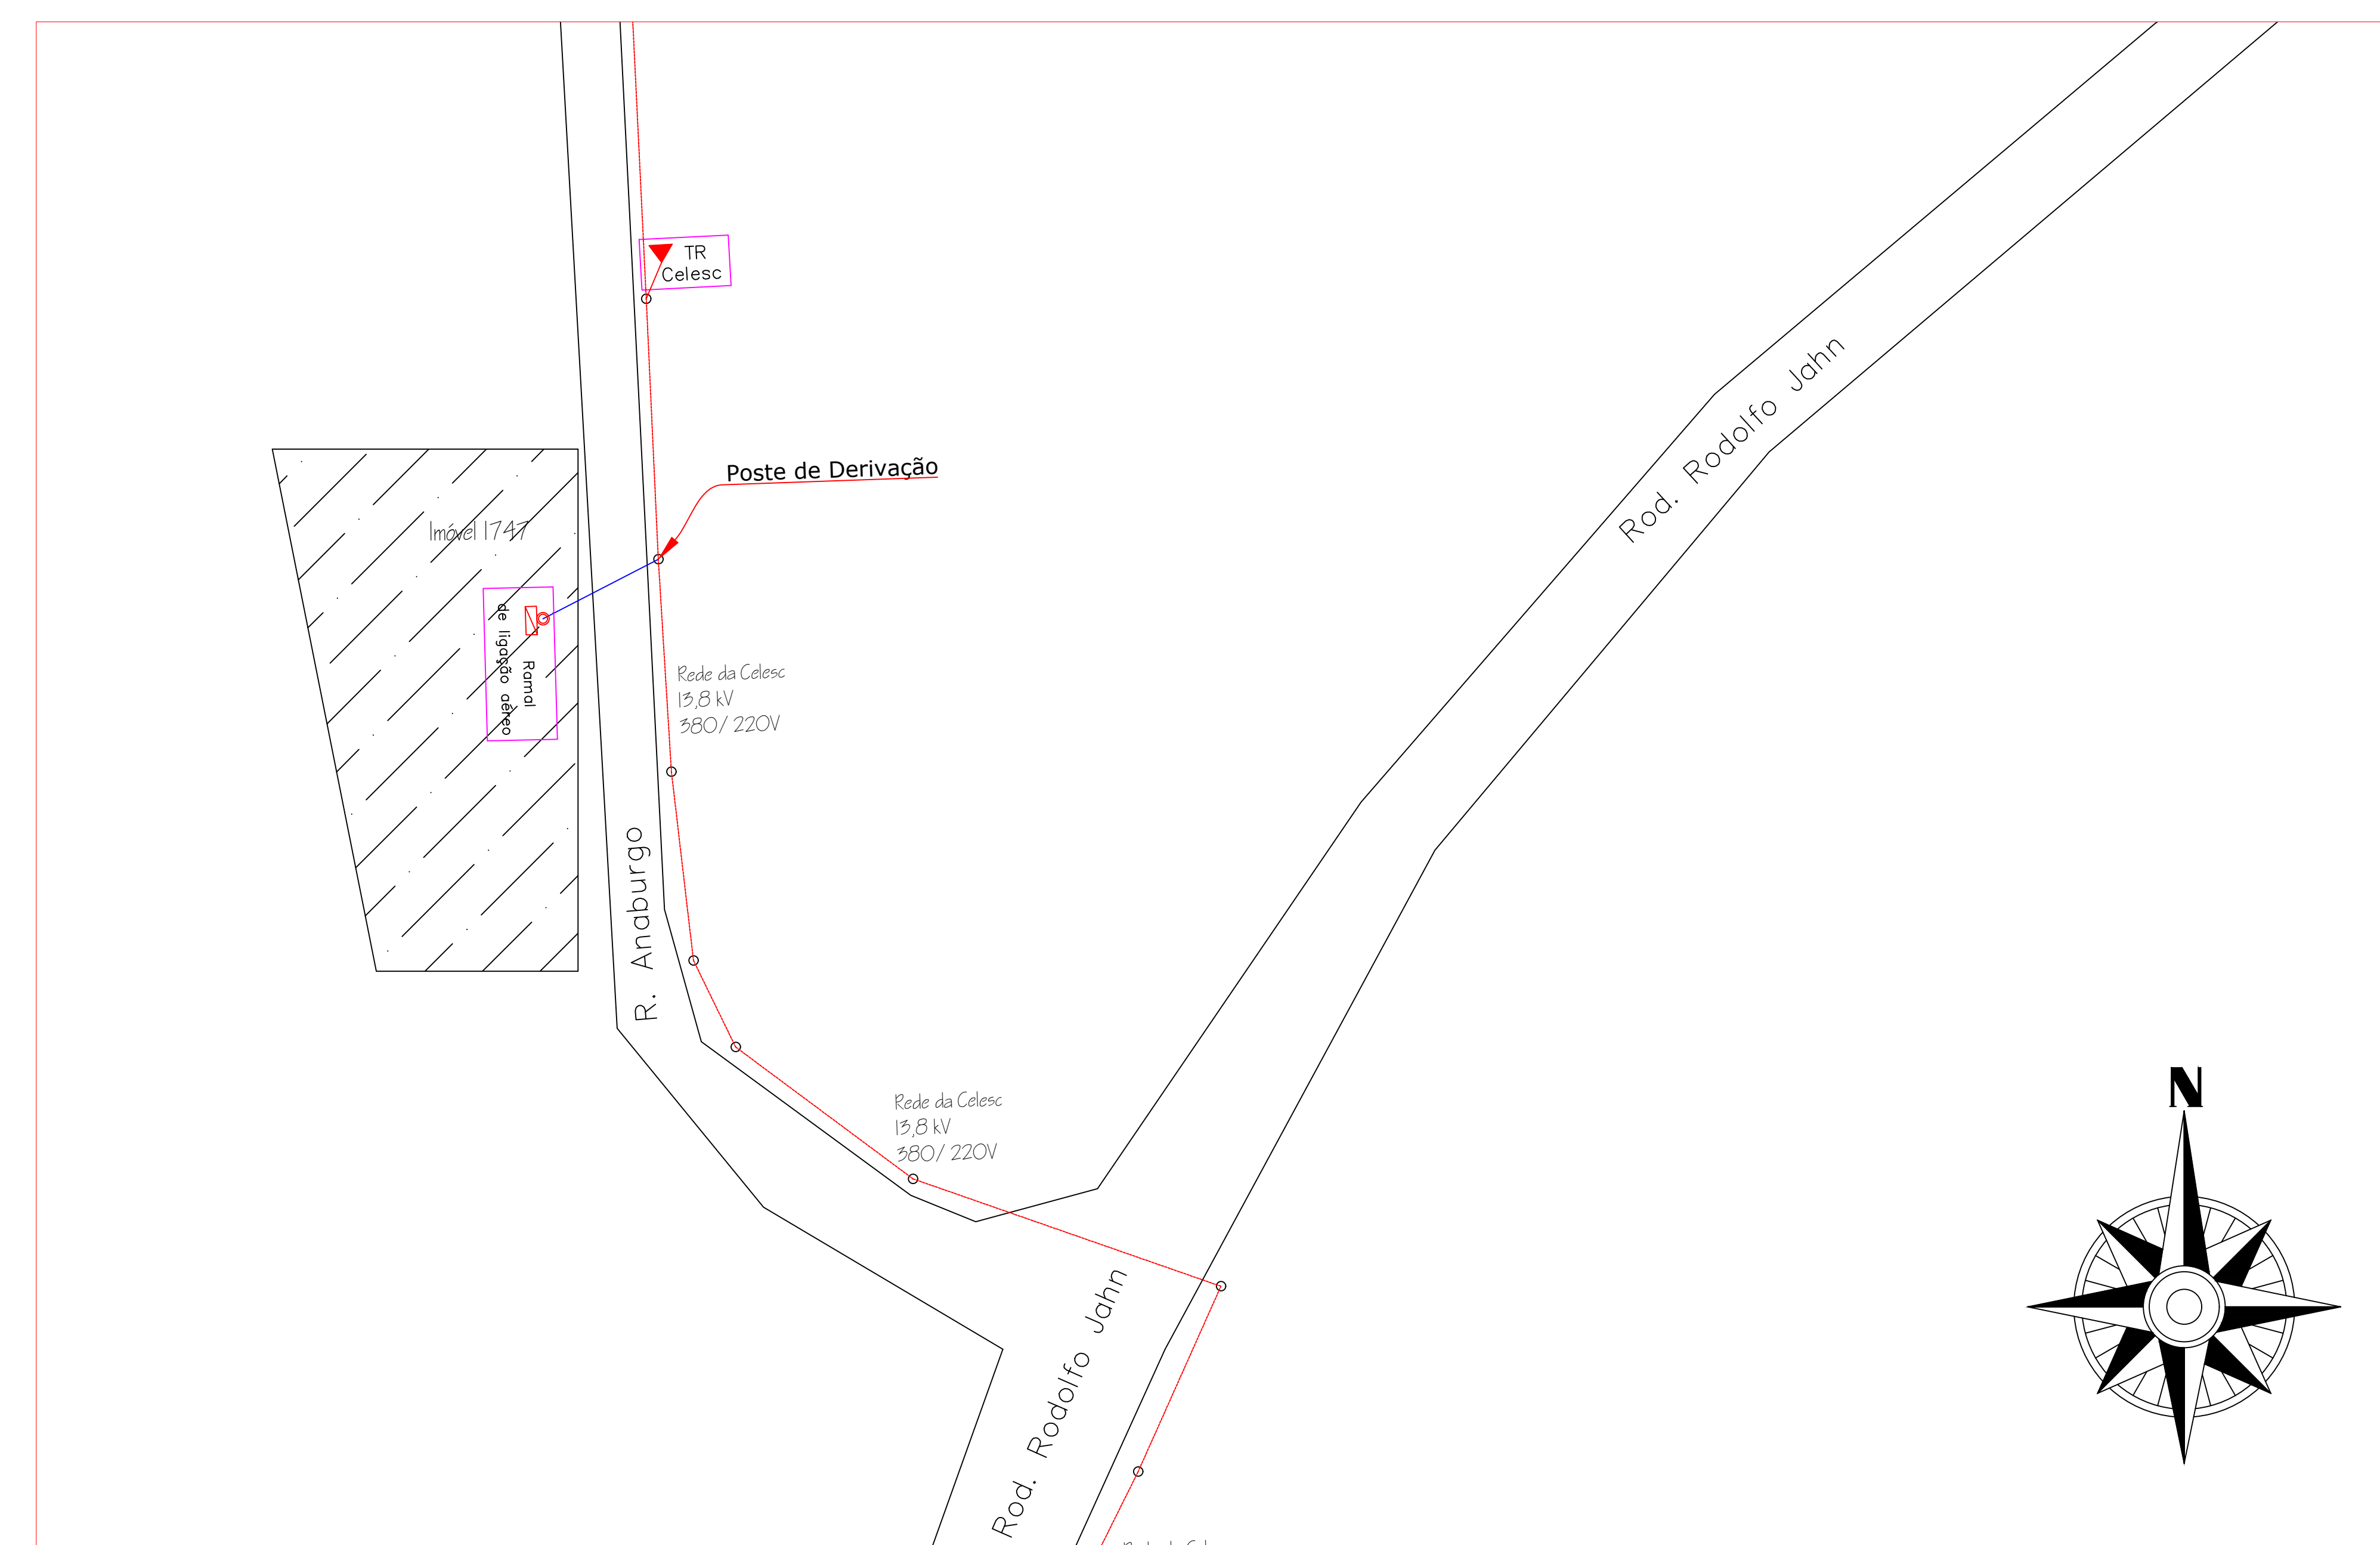 TR
Celesc
Rod. Rodolfo Jahn
Poste de Derivação
Imóvel 1747
Ramal
de ligação aéreo
Rede da Celesc
13,8 kV
380/ 220V
R. Anaburgo
Rede da Celesc
13,8 kV
380/ 220V
N
Rod. Rodolfo Jahn